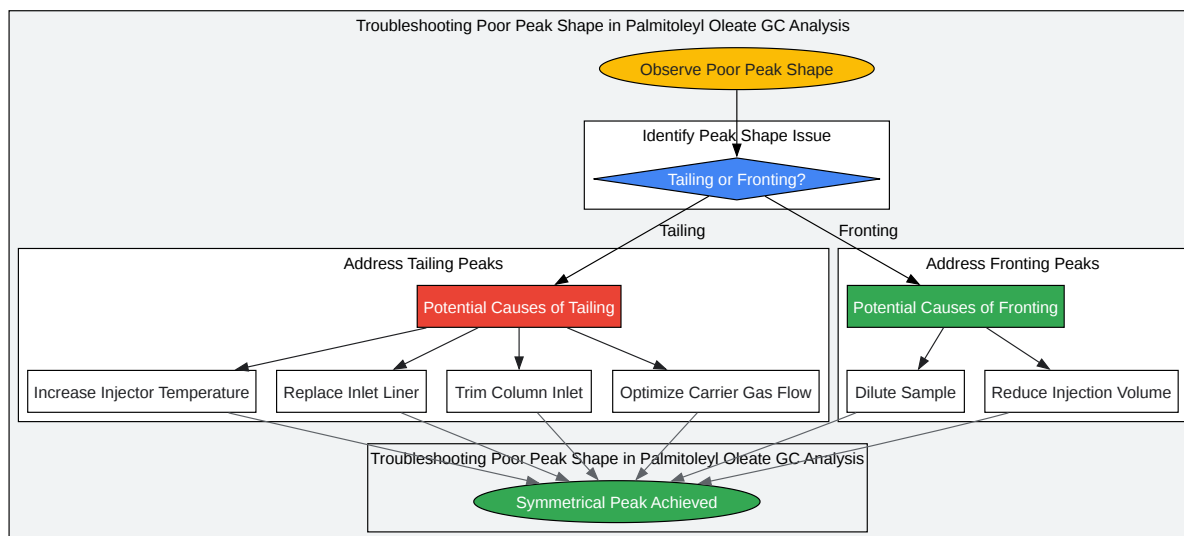 Troubleshooting Poor Peak Shape in Palmitoleyl Oleate GC Analysis
Observe Poor Peak Shape
Identify Peak Shape Issue
Tailing or Fronting?
Tailing
Fronting
Address Tailing Peaks
Address Fronting Peaks
Potential Causes of Tailing
Potential Causes of Fronting
Increase Injector Temperature
Replace Inlet Liner
Trim Column Inlet
Optimize Carrier Gas Flow
Dilute Sample
Reduce Injection Volume
Troubleshooting Poor Peak Shape in Palmitoleyl Oleate GC Analysis
Symmetrical Peak Achieved